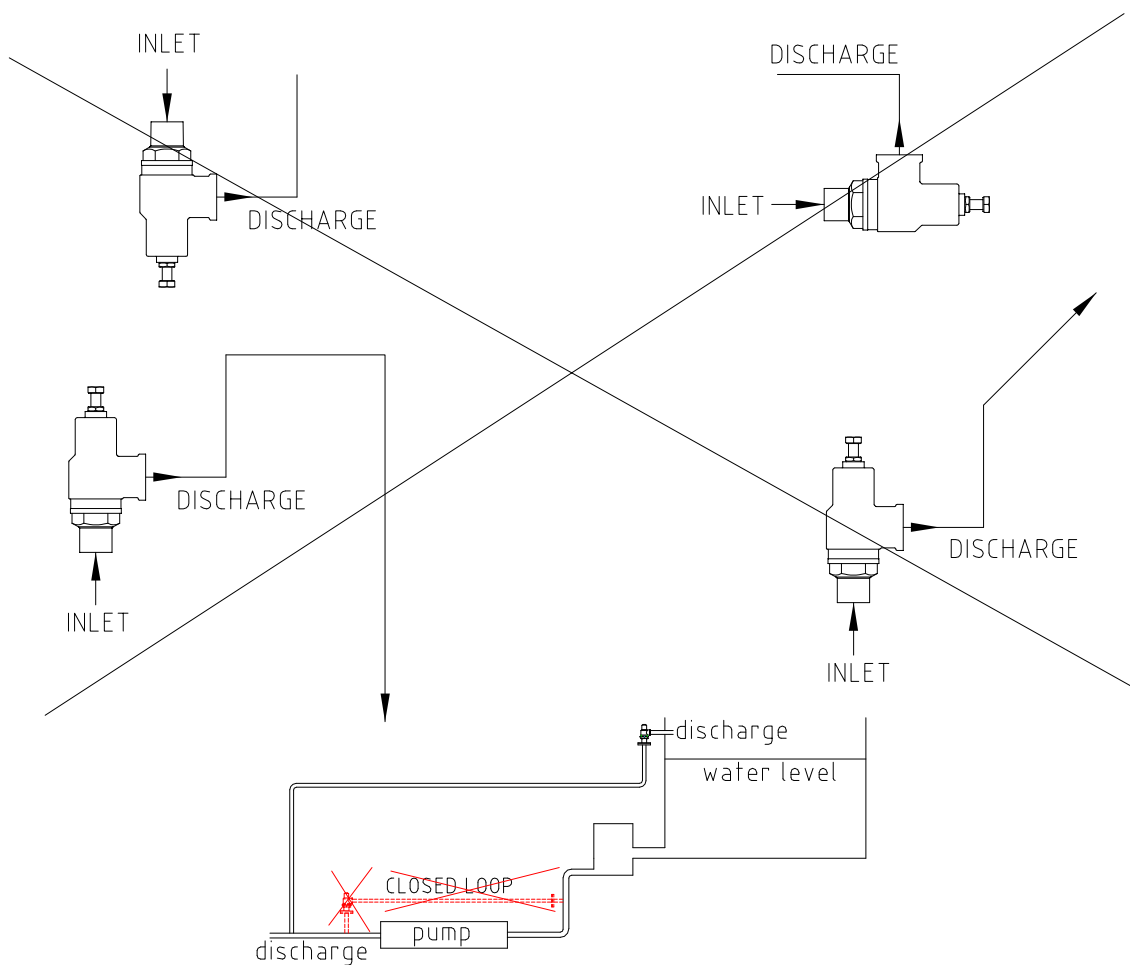 INLET
DISCHARGE
DISCHARGE
INLET
DISCHARGE
INLET
DISCHARGE
INLET
discharge
water level
CLOSED LOOP
pump
discharge